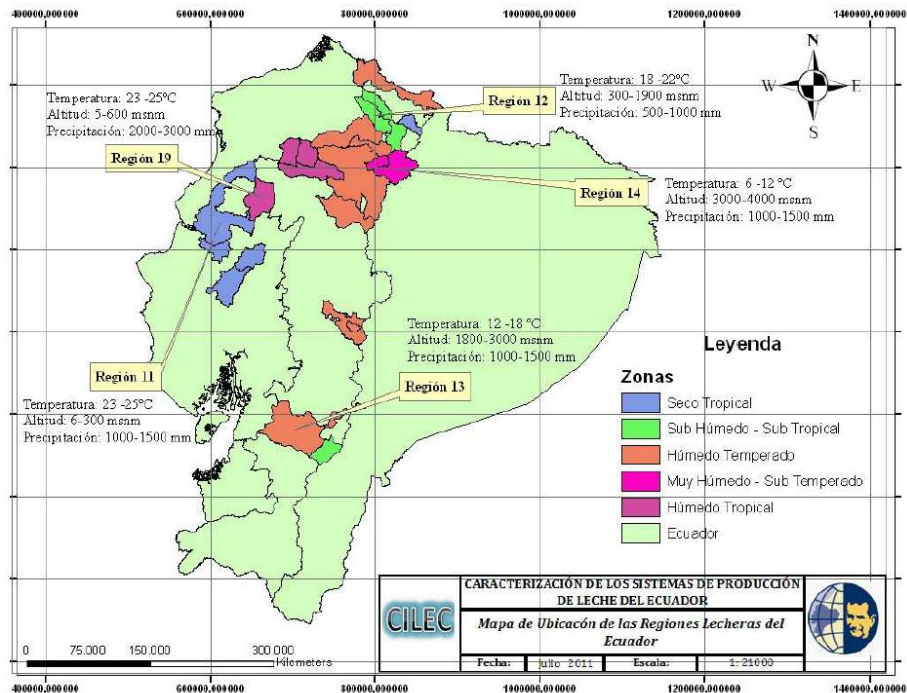 400000,000000 600000,000000 800000,000000 1000000,000000 1200000,000000 1400000,000000
N
W E
S
Temperatura: 18 -22°C
Altitud: 300-1900 msnm
Precipitación: 500-1000 mm
Región 12
Temperatura: 23 -25°C
Altitud: 5-600 msnm
Precipitación: 2000-3000 mm
Región 19
Región 14
Temperatura: 6 -12 °C
Altitud: 3000-4000 msnm
Precipitación: 1000-1500 mm
Temperatura: 12 -18 °C
Altitud: 1800-3000 msnm
Precipitación: 1000-1500 mm
Región 13
Región 11
Temperatura: 23 -25°C
Altitud: 6-300 msnm
Precipitación: 1000-1500 mm
Leyenda
Zonas
Seco Tropical
Sub Húmedo - Sub Tropical
Húmedo Temperado
Muy Húmedo - Sub Temperado
Húmedo Tropical
Ecuador
CILEC
CARACTERIZACIÓN DE LOS SISTEMAS DE PRODUCCIÓN
DE LECHE DEL ECUADOR
Mapa de Ubicacón de las Regiones Lecheras del
Ecuador
Fecha: julio 2011 Escala: 1: 21000
0 75.000 150.000 300.000
Kilometers
400000,000000 600000,000000 800000,000000 1000000,000000 1200000,000000 1400000,000000